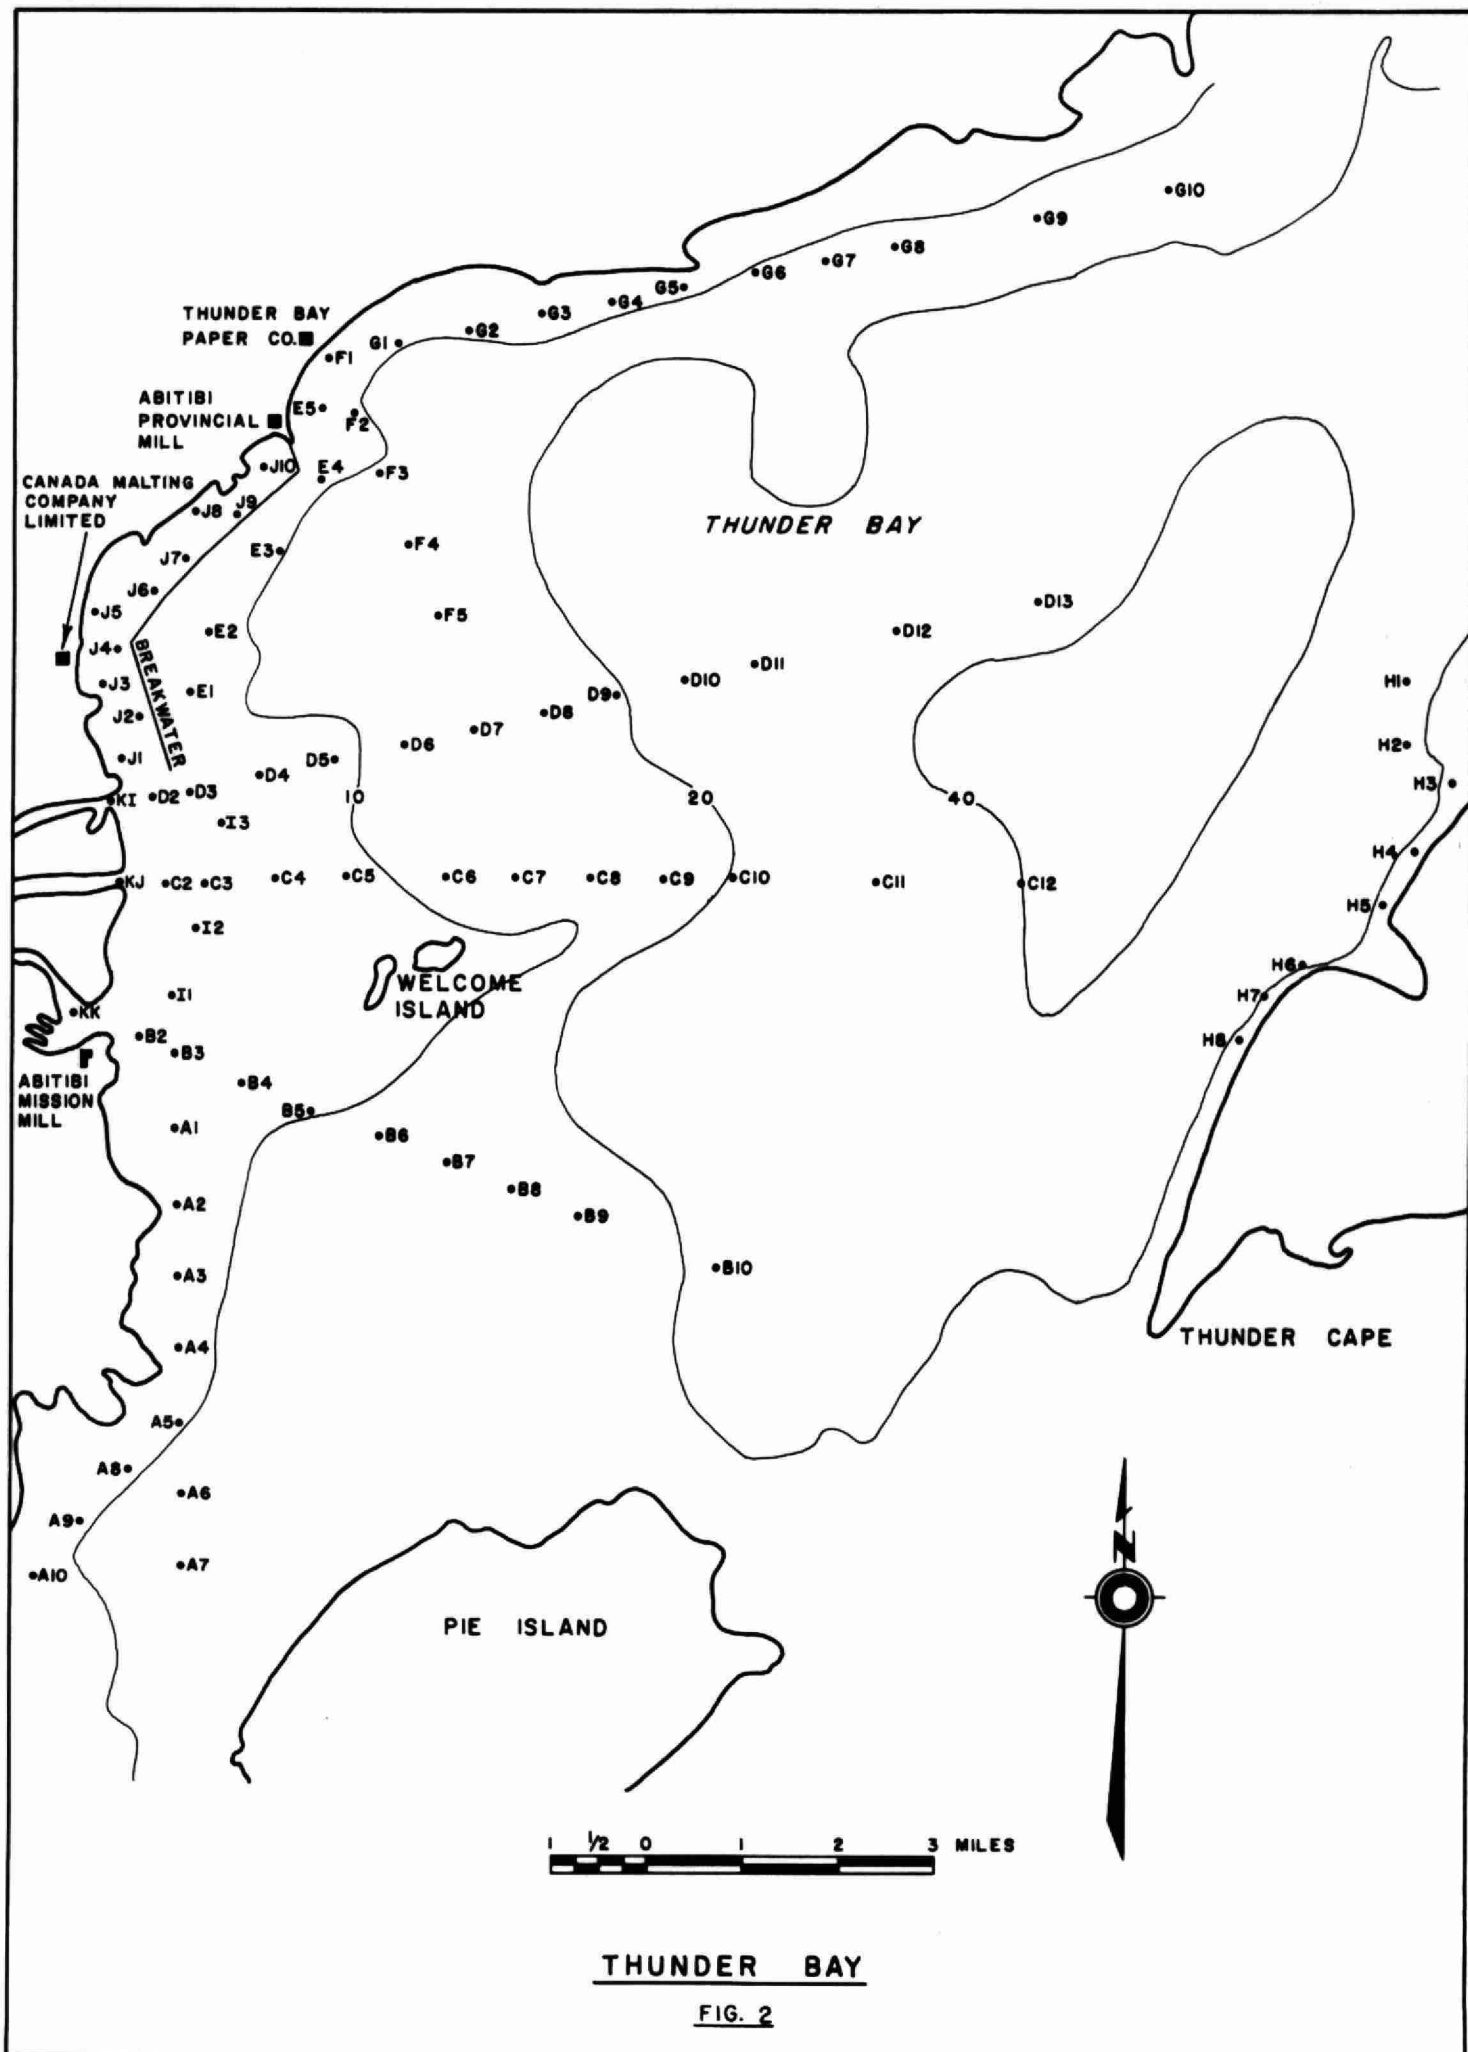 G10
G9
G8
G7
G6
G5
G4
G3
THUNDER BAY
PAPER CO.
G2
G1
F1
ABITIBI
PROVINCIAL
MILL
E5
F2
J10
E4
F3
CANADA MALTING
COMPANY
LIMITED
J8
J9
THUNDER BAY
E3
F4
J7
J6
J5
F5
D13
E2
D12
J4
BREAKWATER
D11
J3
E1
D10
H1
D9
J2
D8
D7
D6
H2
J1
D5
D4
H3
KI
D2
D3
10
20
40
I3
H4
KJ
C2
C3
C4
C5
C6
C7
C8
C9
C10
C11
C12
H5
I2
H6
WELCOME
ISLAND
I1
H7
KK
B2
B3
H8
ABITIBI
MISSION
MILL
B4
B5
A1
B6
B7
B8
A2
B9
B10
A3
A4
THUNDER CAPE
A5
A8
A6
A9
A7
A10
N
PIE ISLAND
1 1/2 0 1 2 3 MILES
THUNDER BAY
FIG. 2